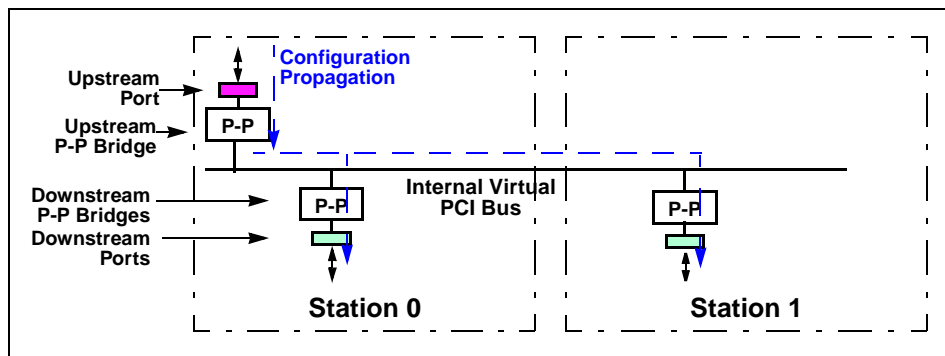 Configuration
Propagation
Upstream
Port
Upstream
P-P Bridge
P-P
Internal Virtual
PCI Bus
Downstream
P-P Bridges
P-P
P-P
Downstream
Ports
Station 0
Station 1